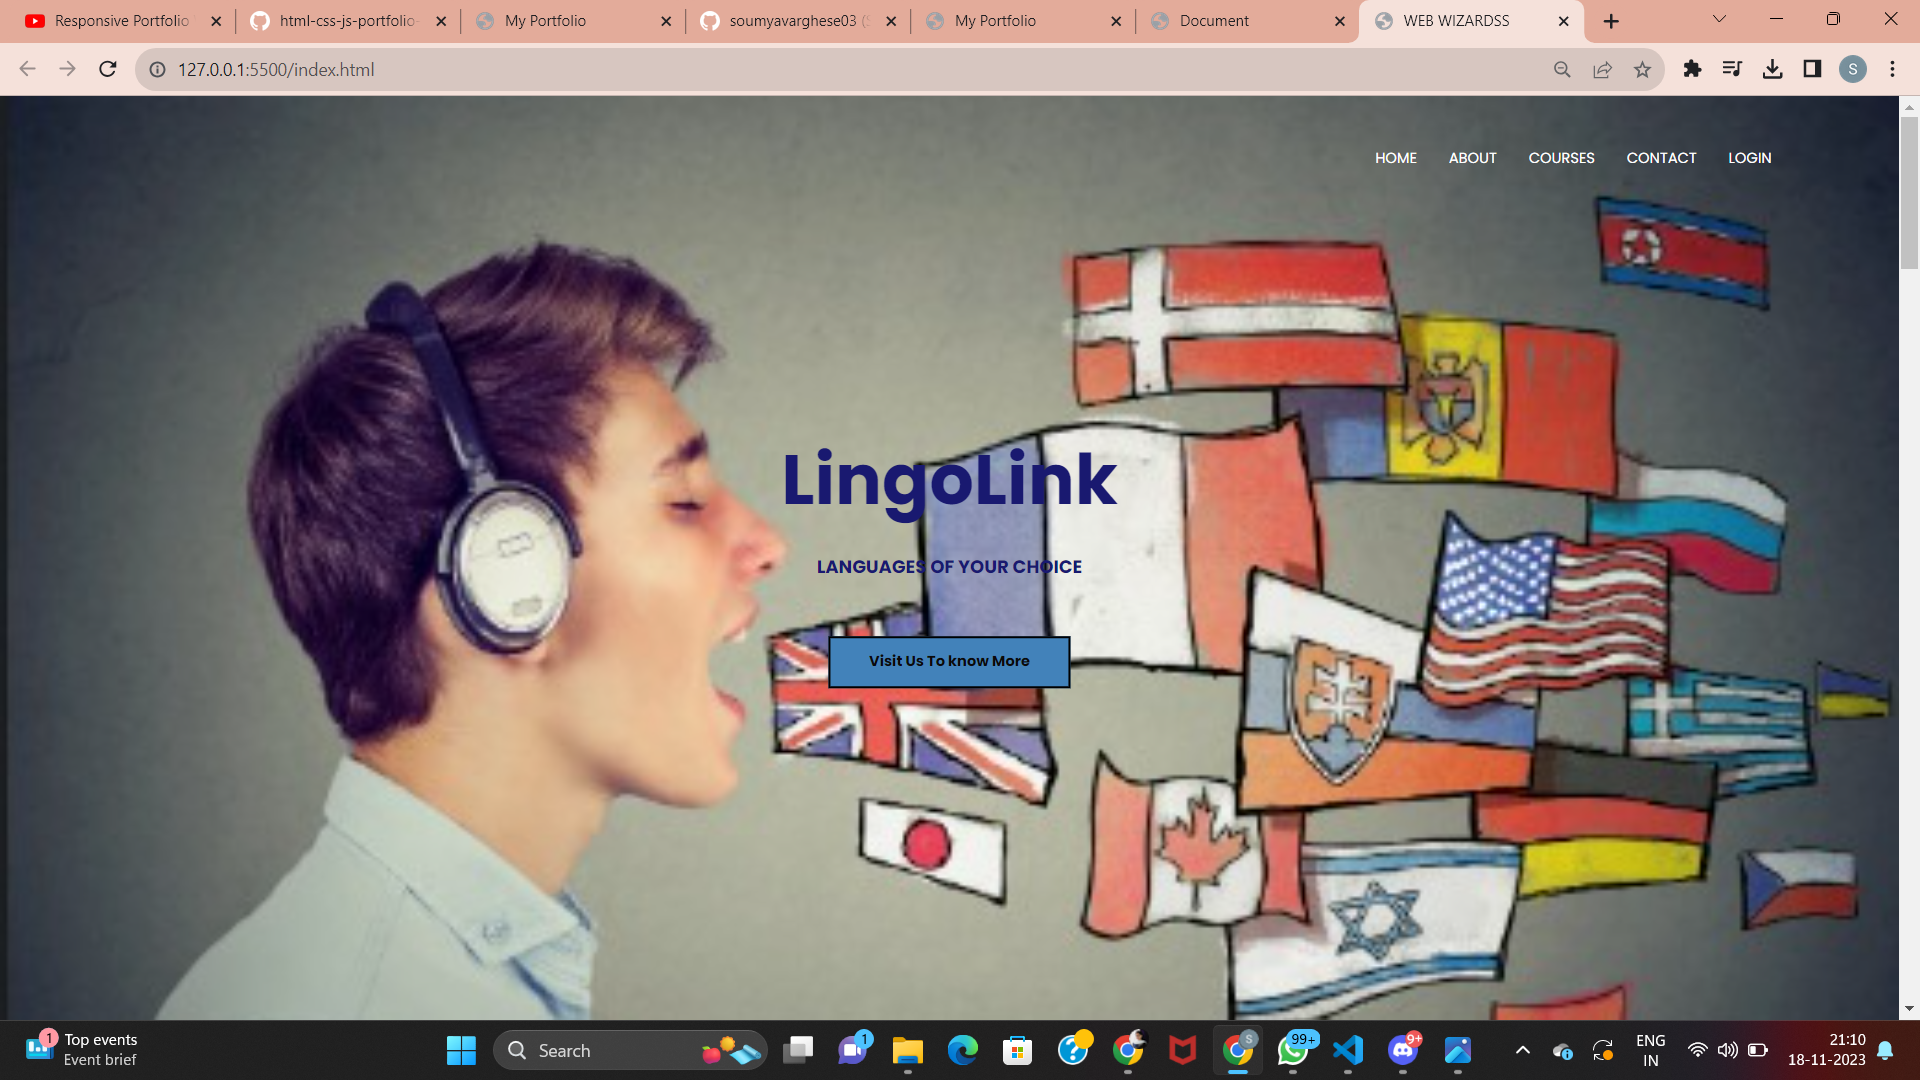 Responsive Portfolio
html-css-js-portfolio-
My Portfolio
soumyavarghese03 (S
My Portfolio
Document
WEB WIZARDSS
127.0.0.1:5500/index.html
S
HOME
ABOUT
COURSES
CONTACT
LOGIN
LingoLink
LANGUAGES OF YOUR CHOICE
Visit Us To know More
1
Top events
Event brief
Search
1
S
99+
9+
ENG
IN
21:10
18-11-2023